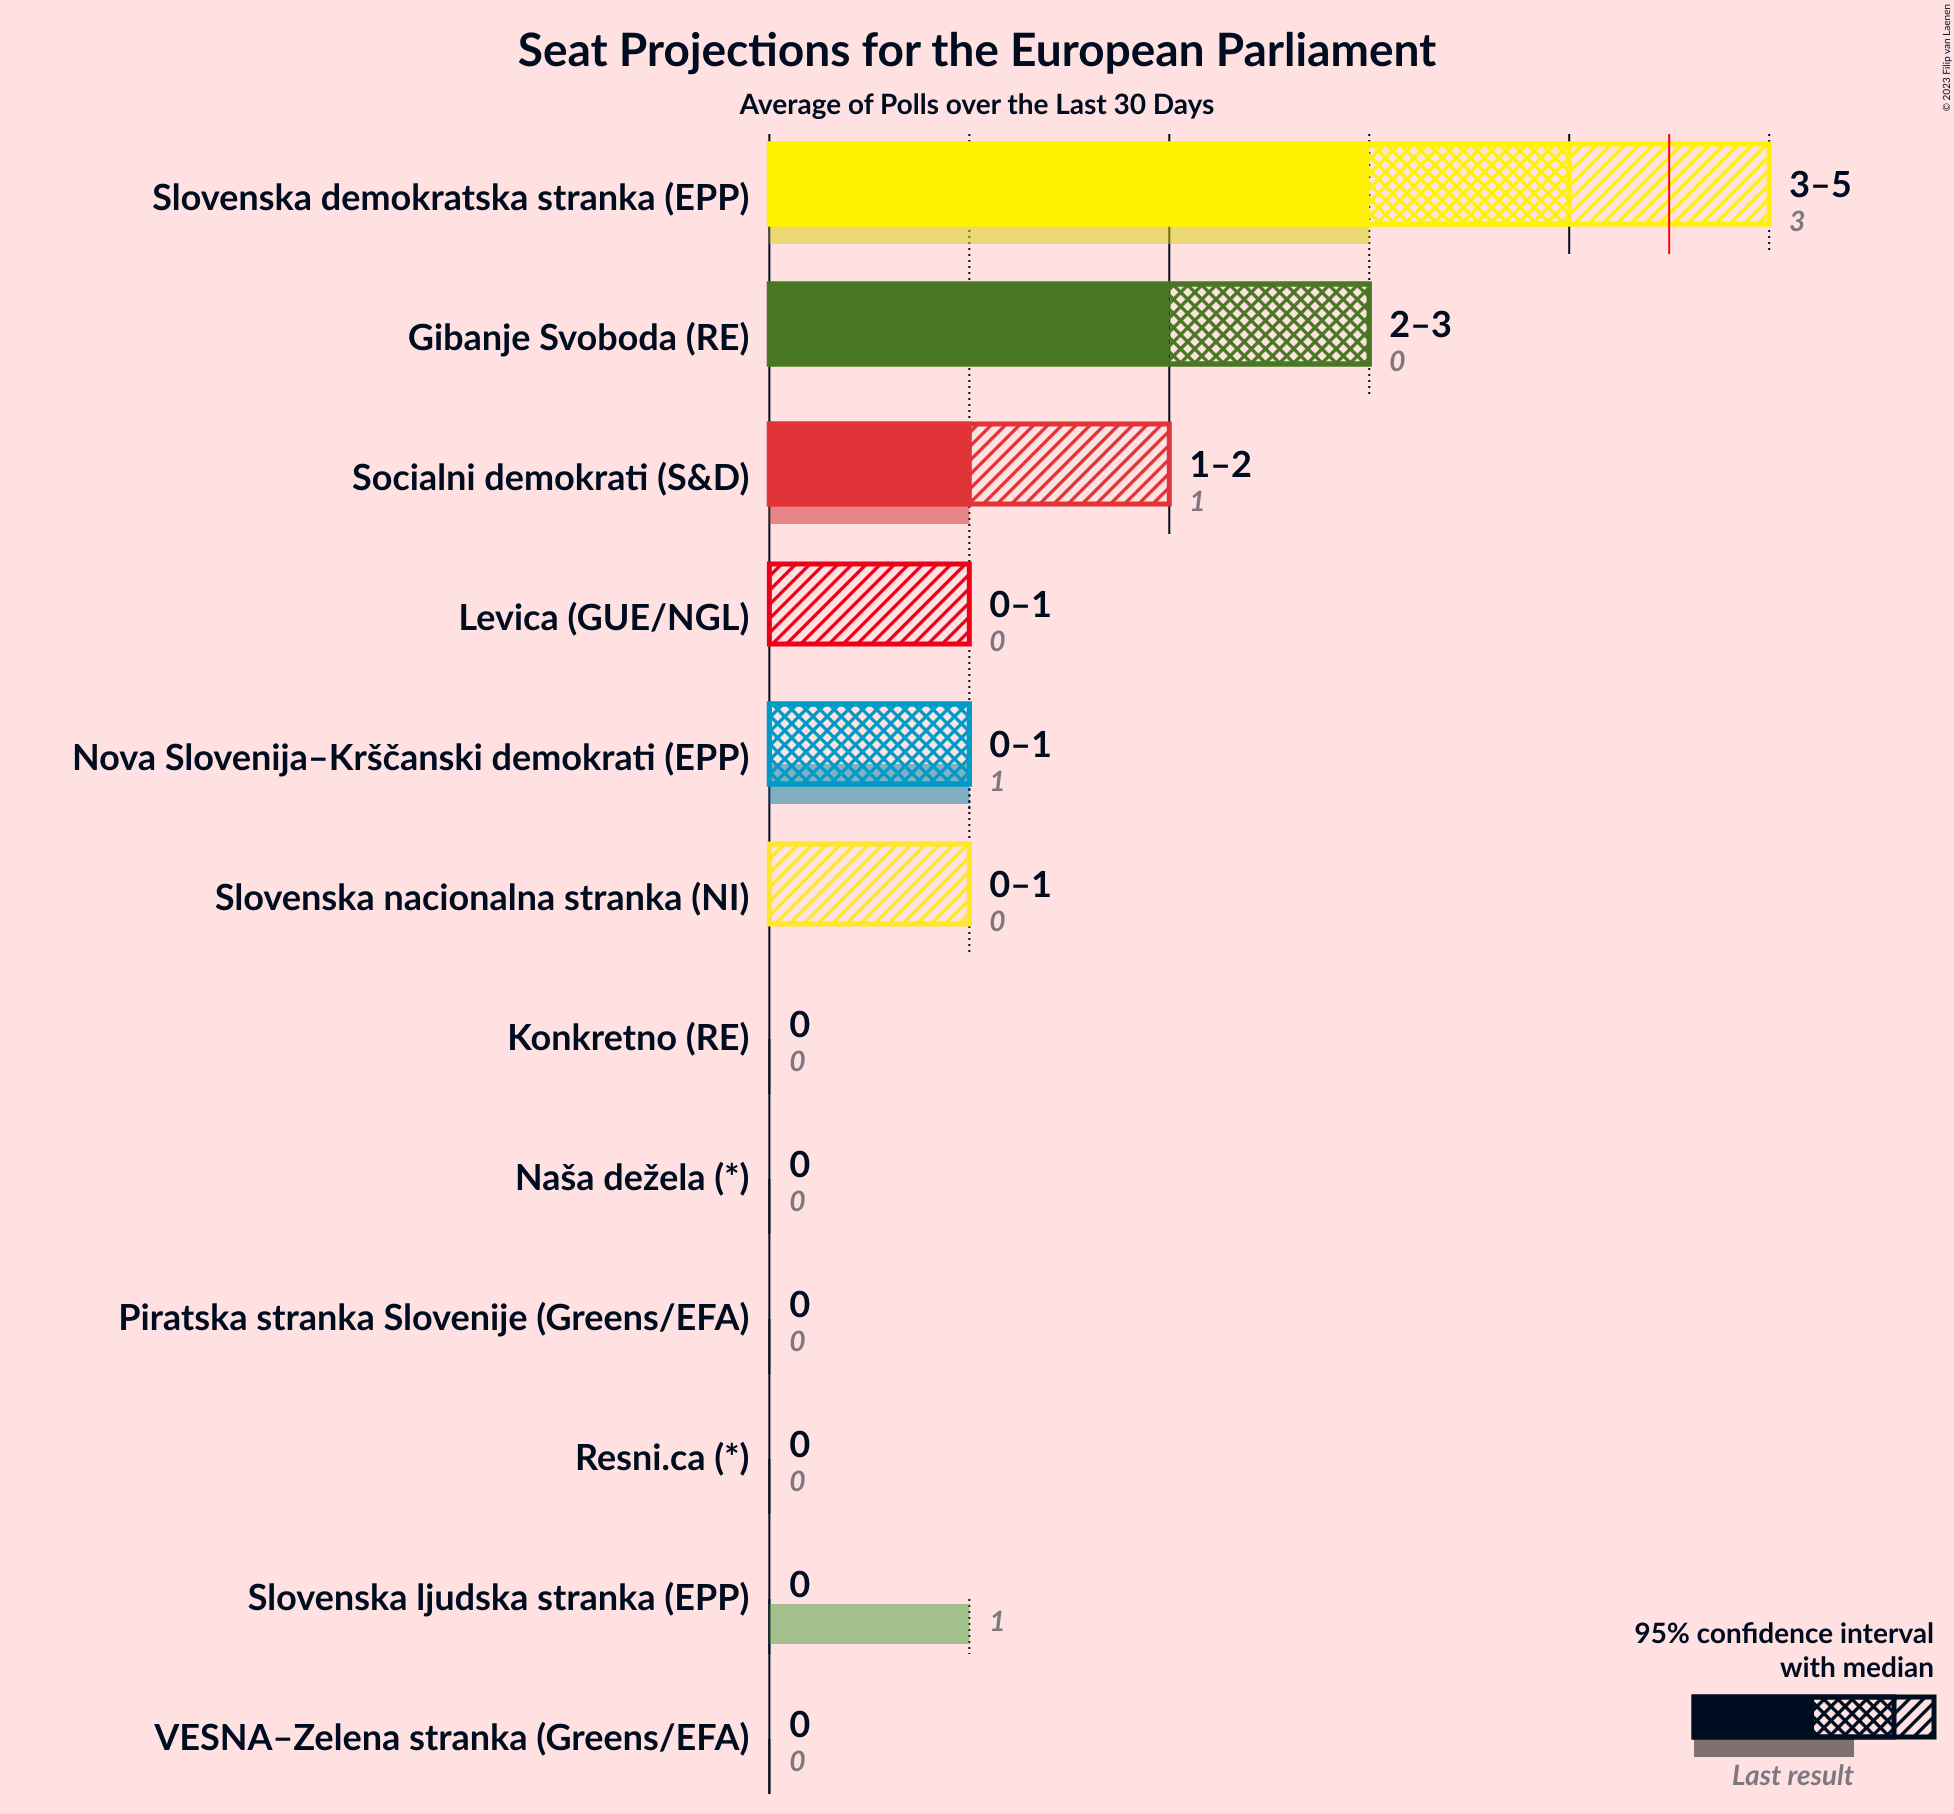 Seat Projections for the European Parliament
Average of Polls over the Last 30 Days
© 2023 Filip van Laenen
Slovenska demokratska stranka (EPP)
3–5
3
Gibanje Svoboda (RE)
2–3
0
Socialni demokrati (S&D)
1–2
1
Levica (GUE/NGL)
0–1
0
Nova Slovenija–Krščanski demokrati (EPP)
0–1
1
Slovenska nacionalna stranka (NI)
0–1
0
Konkretno (RE)
0
0
Naša dežela (*)
0
0
Piratska stranka Slovenije (Greens/EFA)
0
0
Resni.ca (*)
0
0
Slovenska ljudska stranka (EPP)
0
1
VESNA–Zelena stranka (Greens/EFA)
0
0
95% confidence interval
with median
Last result